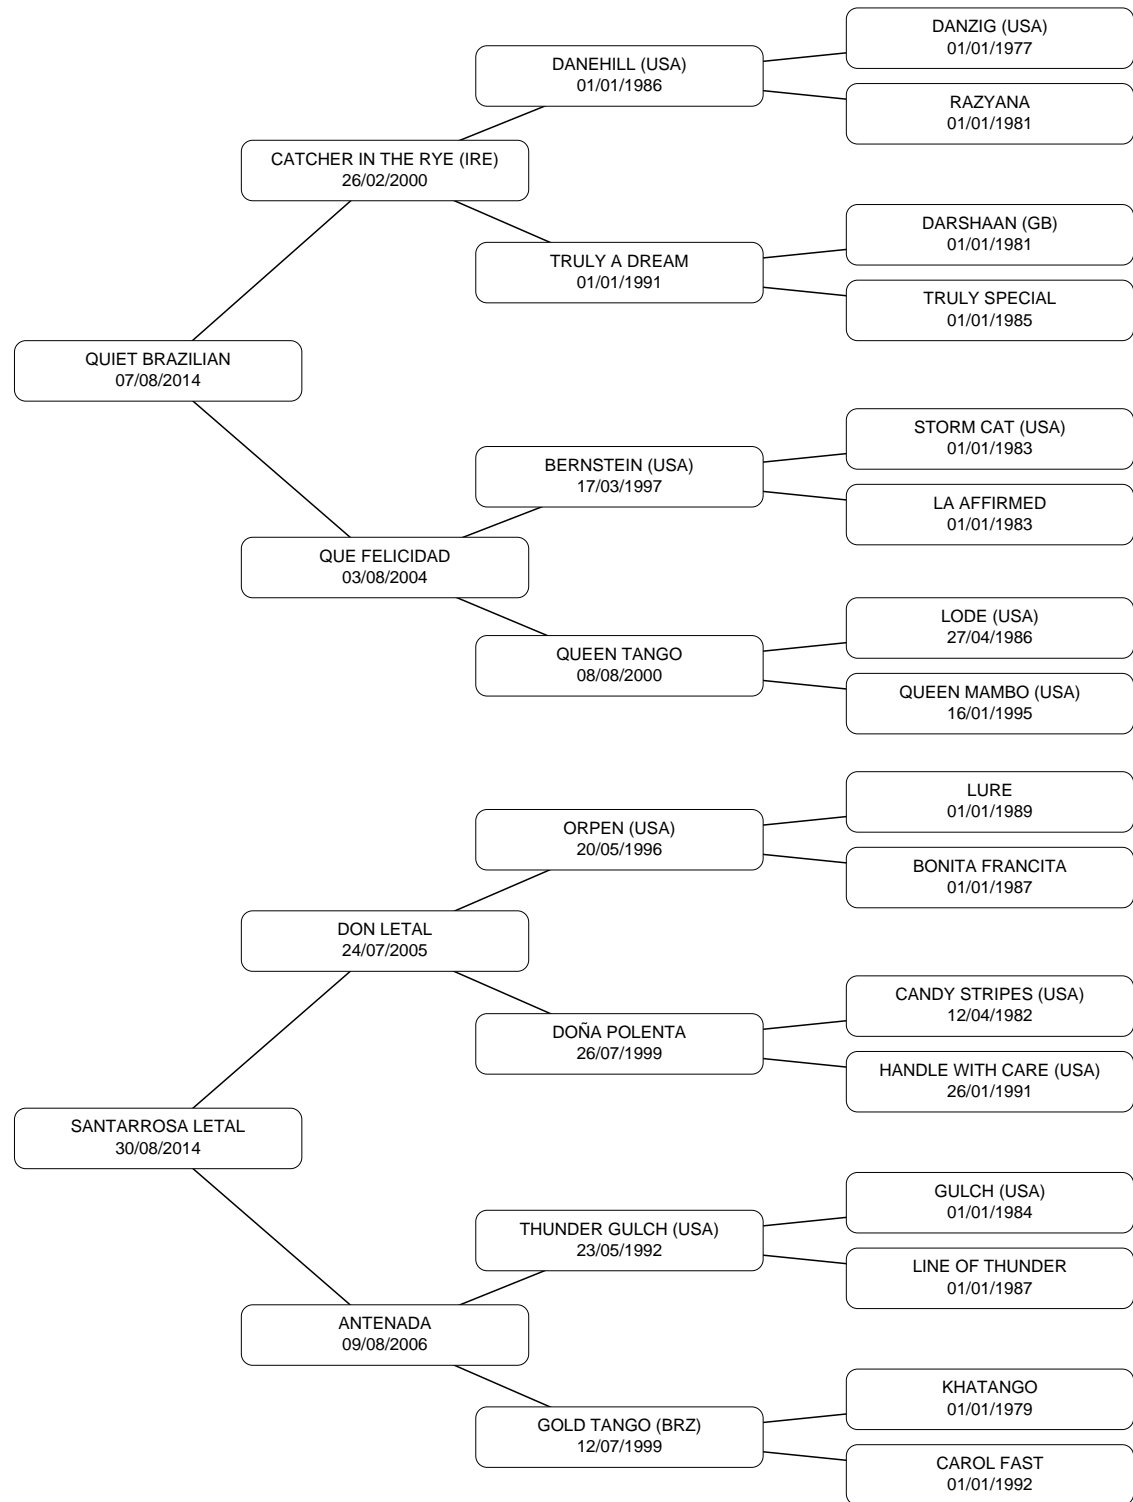 DANZIG (USA)
01/01/1977
DANEHILL (USA)
01/01/1986
RAZYANA
01/01/1981
CATCHER IN THE RYE (IRE)
26/02/2000
DARSHAAN (GB)
01/01/1981
TRULY A DREAM
01/01/1991
TRULY SPECIAL
01/01/1985
QUIET BRAZILIAN
07/08/2014
STORM CAT (USA)
01/01/1983
BERNSTEIN (USA)
17/03/1997
LA AFFIRMED
01/01/1983
QUE FELICIDAD
03/08/2004
LODE (USA)
27/04/1986
QUEEN TANGO
08/08/2000
QUEEN MAMBO (USA)
16/01/1995
LURE
01/01/1989
ORPEN (USA)
20/05/1996
BONITA FRANCITA
01/01/1987
DON LETAL
24/07/2005
CANDY STRIPES (USA)
12/04/1982
DOÑA POLENTA
26/07/1999
HANDLE WITH CARE (USA)
26/01/1991
SANTARROSA LETAL
30/08/2014
GULCH (USA)
01/01/1984
THUNDER GULCH (USA)
23/05/1992
LINE OF THUNDER
01/01/1987
ANTENADA
09/08/2006
KHATANGO
01/01/1979
GOLD TANGO (BRZ)
12/07/1999
CAROL FAST
01/01/1992